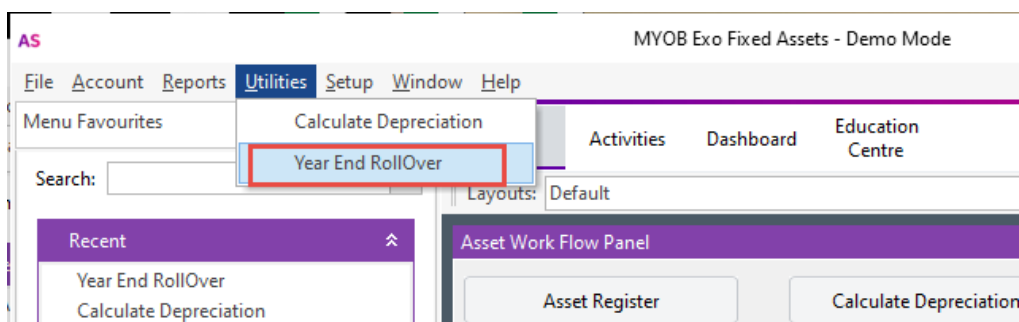 AS
MYOB Exo Fixed Assets - Demo Mode
File Account Reports Utilities Setup Window Help
Menu Favourites
Calculate Depreciation
Activities
Dashboard
Education
Centre
Year End RollOver
Search:
Layouts: Default
Recent
Asset Work Flow Panel
Year End RollOver
Calculate Depreciation
Asset Register
Calculate Depreciation